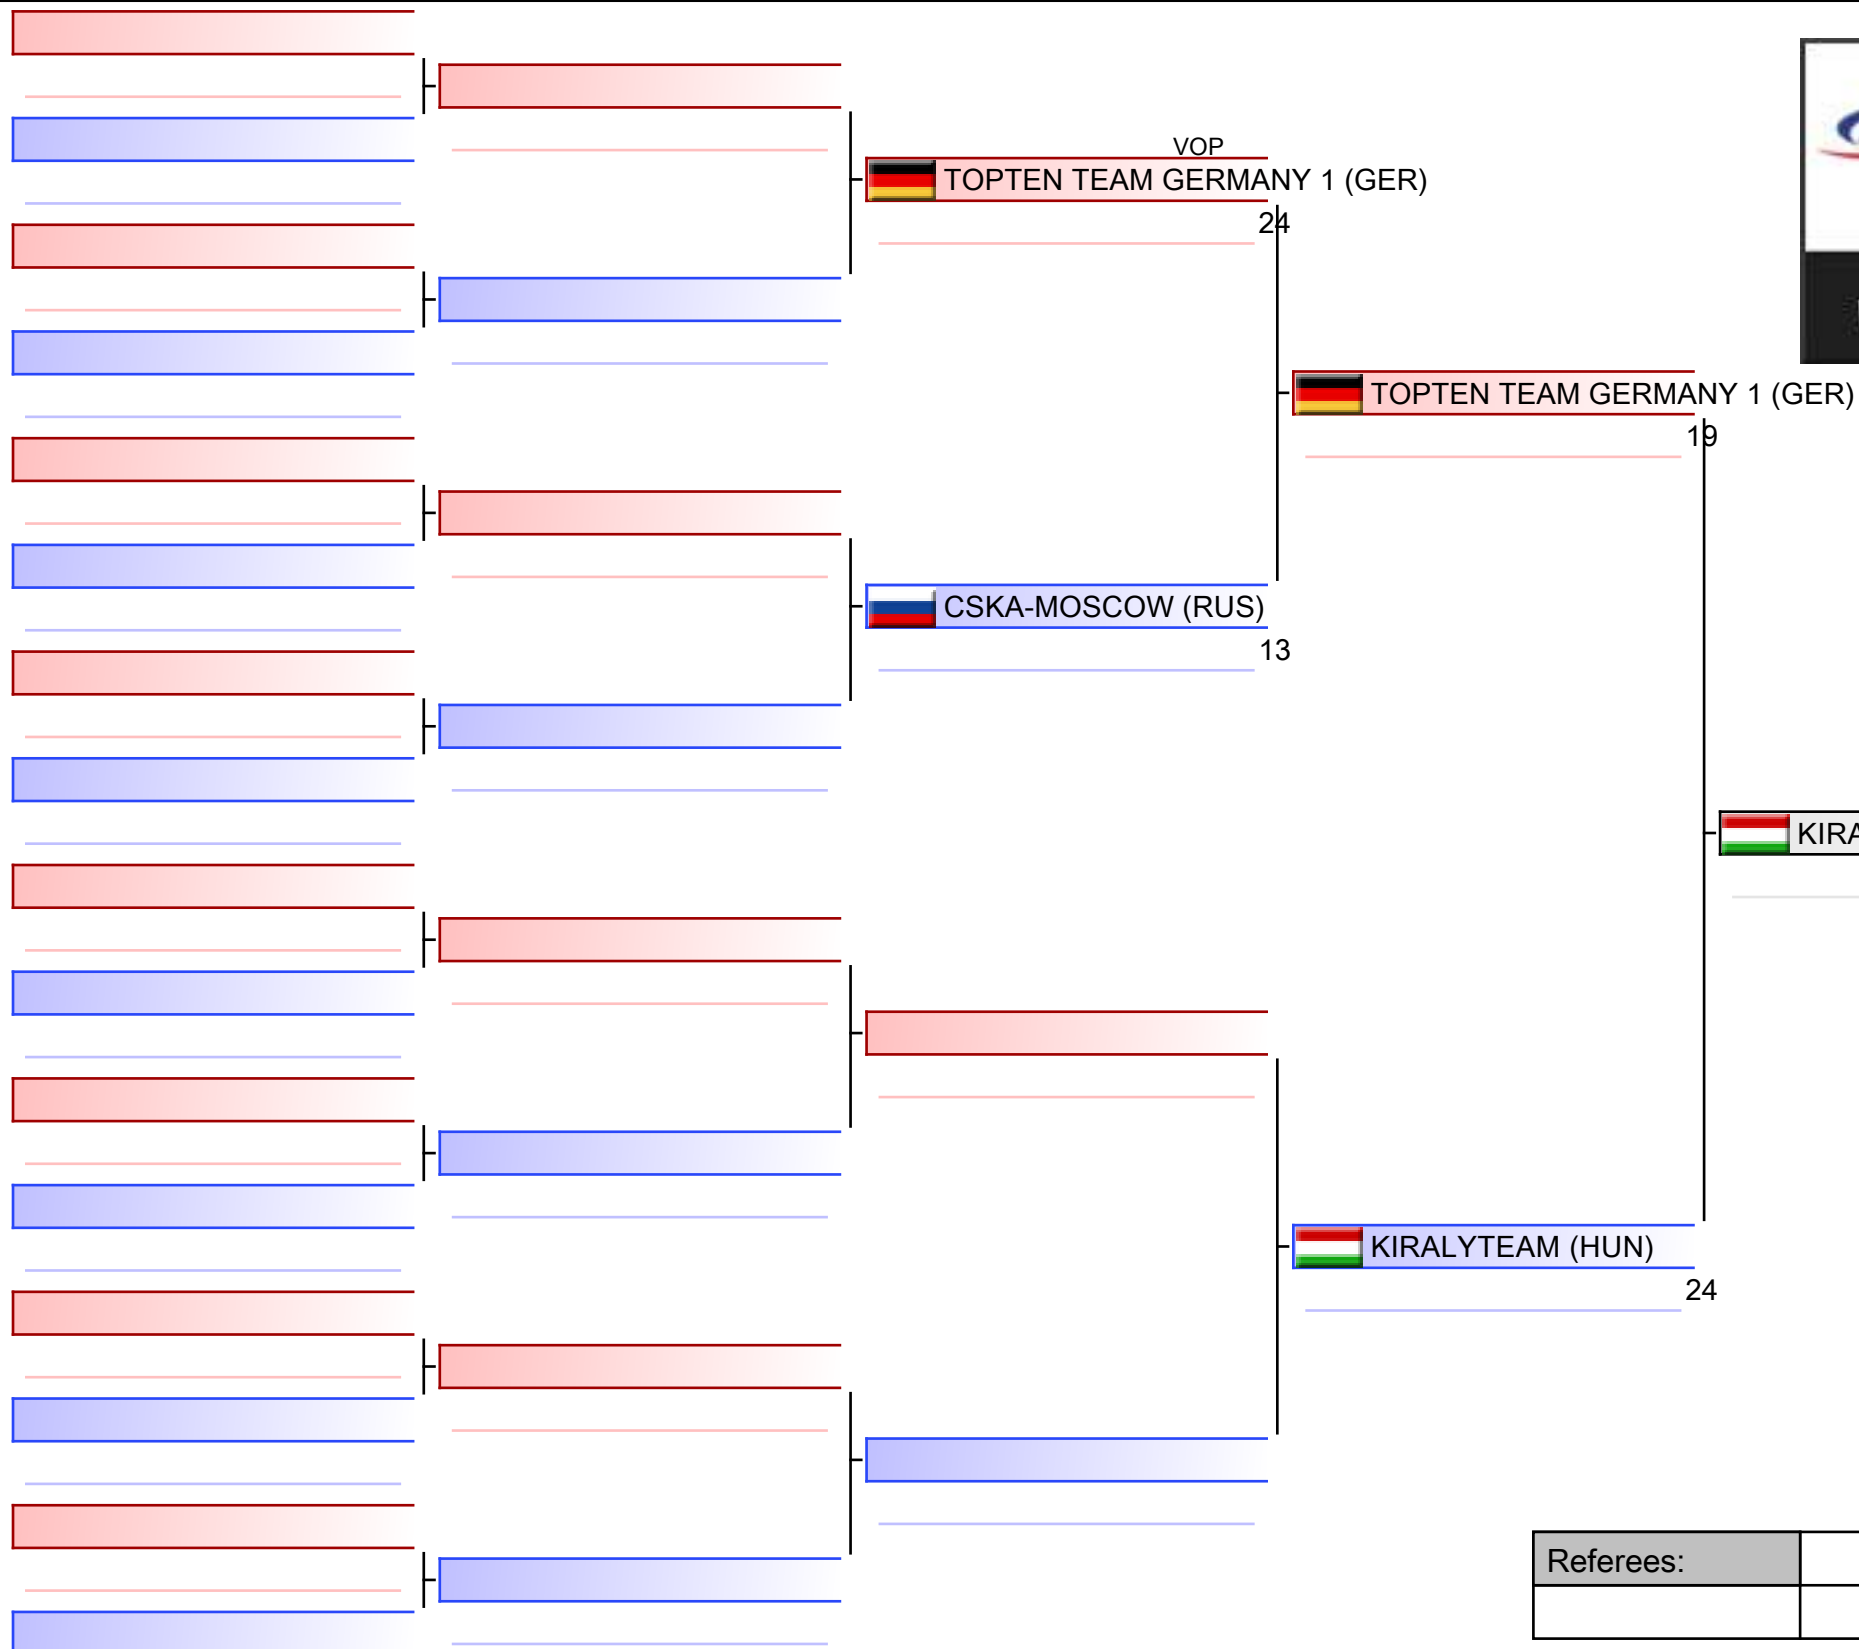 VOP
TOPTEN TEAM GERMANY 1 (GER)
24
TOPTEN TEAM GERMANY 1 (GER)
19
CSKA-MOSCOW (RUS)
13
KIRA
KIRALYTEAM (HUN)
24
Referees: